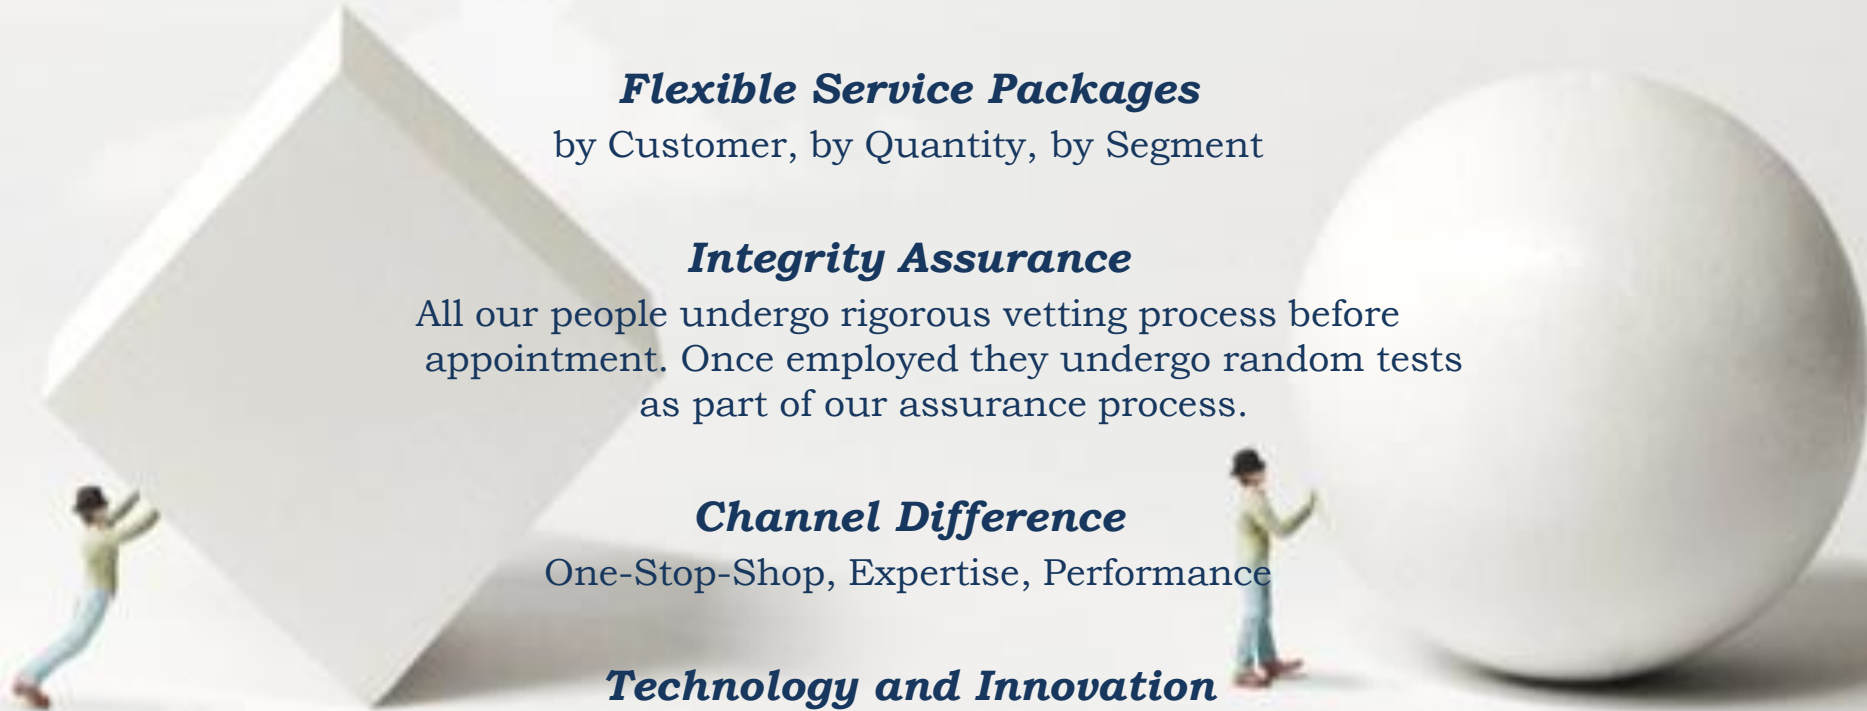 Flexible Service Packages
by Customer, by Quantity, by Segment
Integrity Assurance
All our people undergo rigorous vetting process before
appointment. Once employed they undergo random tests
as part of our assurance process.
Channel Difference
One-Stop-Shop, Expertise, Performance
Technology and Innovation